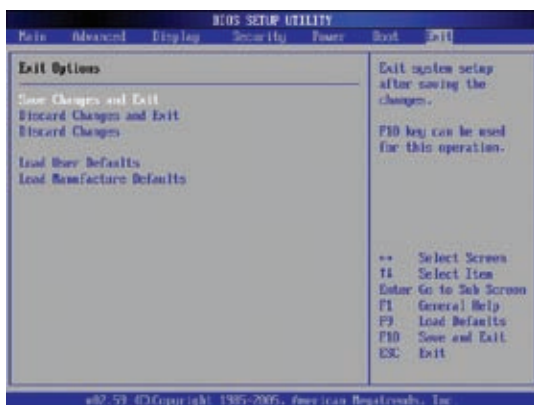 BIOS SETUP UTILITY
Main Advanced Display Security Power Boot Exit
Exit Options
Save Changes and Exit
Discard Changes and Exit
Discard Changes
Load User Defaults
Load Manufacture Defaults
Exit system setup
after saving the
changes.
F10 key can be used
for this operation.
↔ Select Screen
↑↓ Select Item
Enter Go to Sub Screen
F1 General Help
F9 Load Defaults
F10 Save and Exit
ESC Exit
v02.59 (C)Copyright 1985-2005, American Megatrends, Inc.